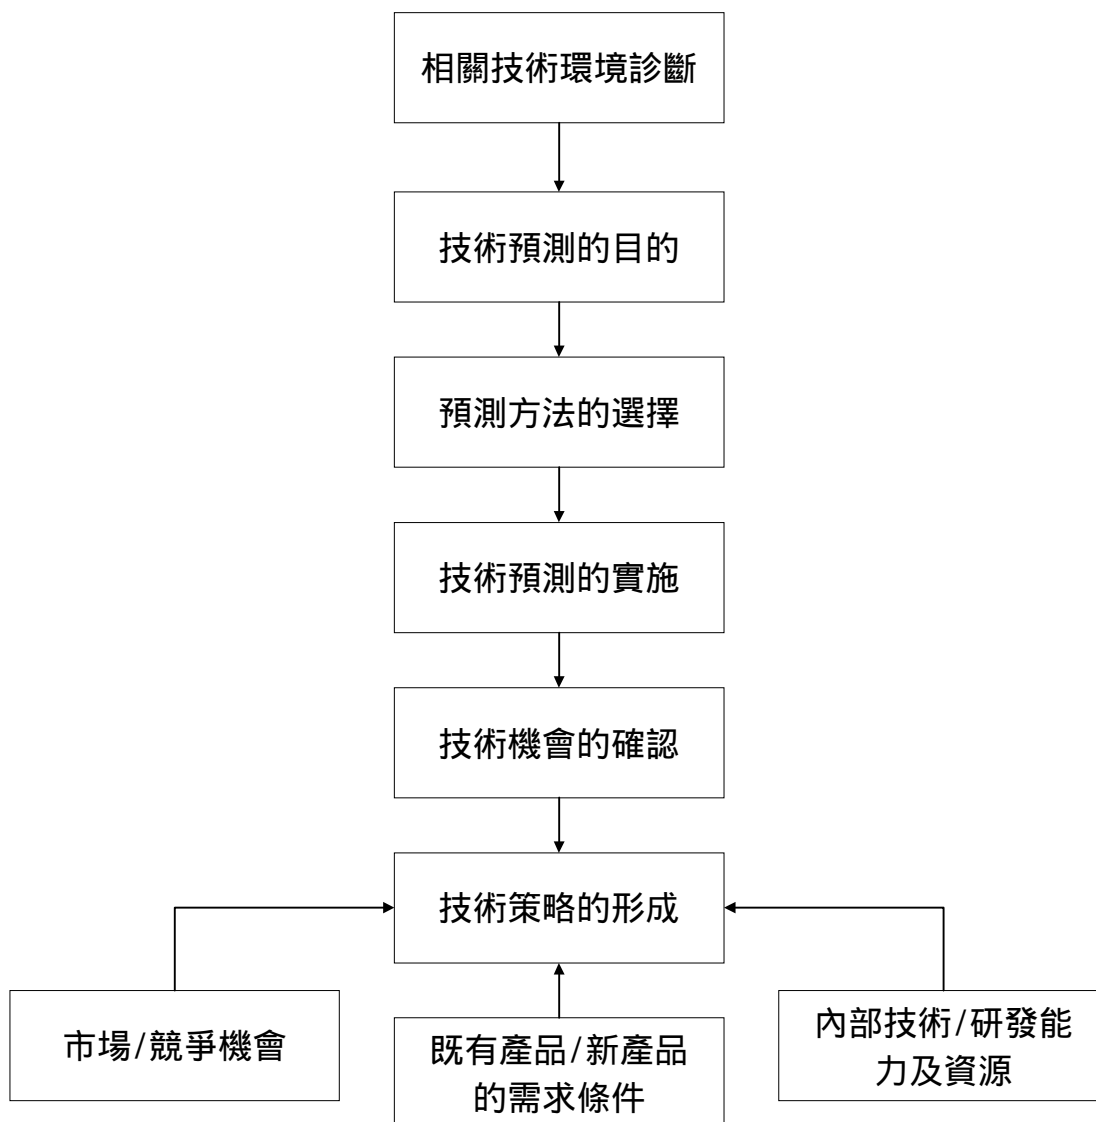 相關技術環境診斷
技術預測的目的
預測方法的選擇
技術預測的實施
技術機會的確認
技術策略的形成
市場/競爭機會
既有產品/新產品
的需求條件
內部技術/研發能
力及資源